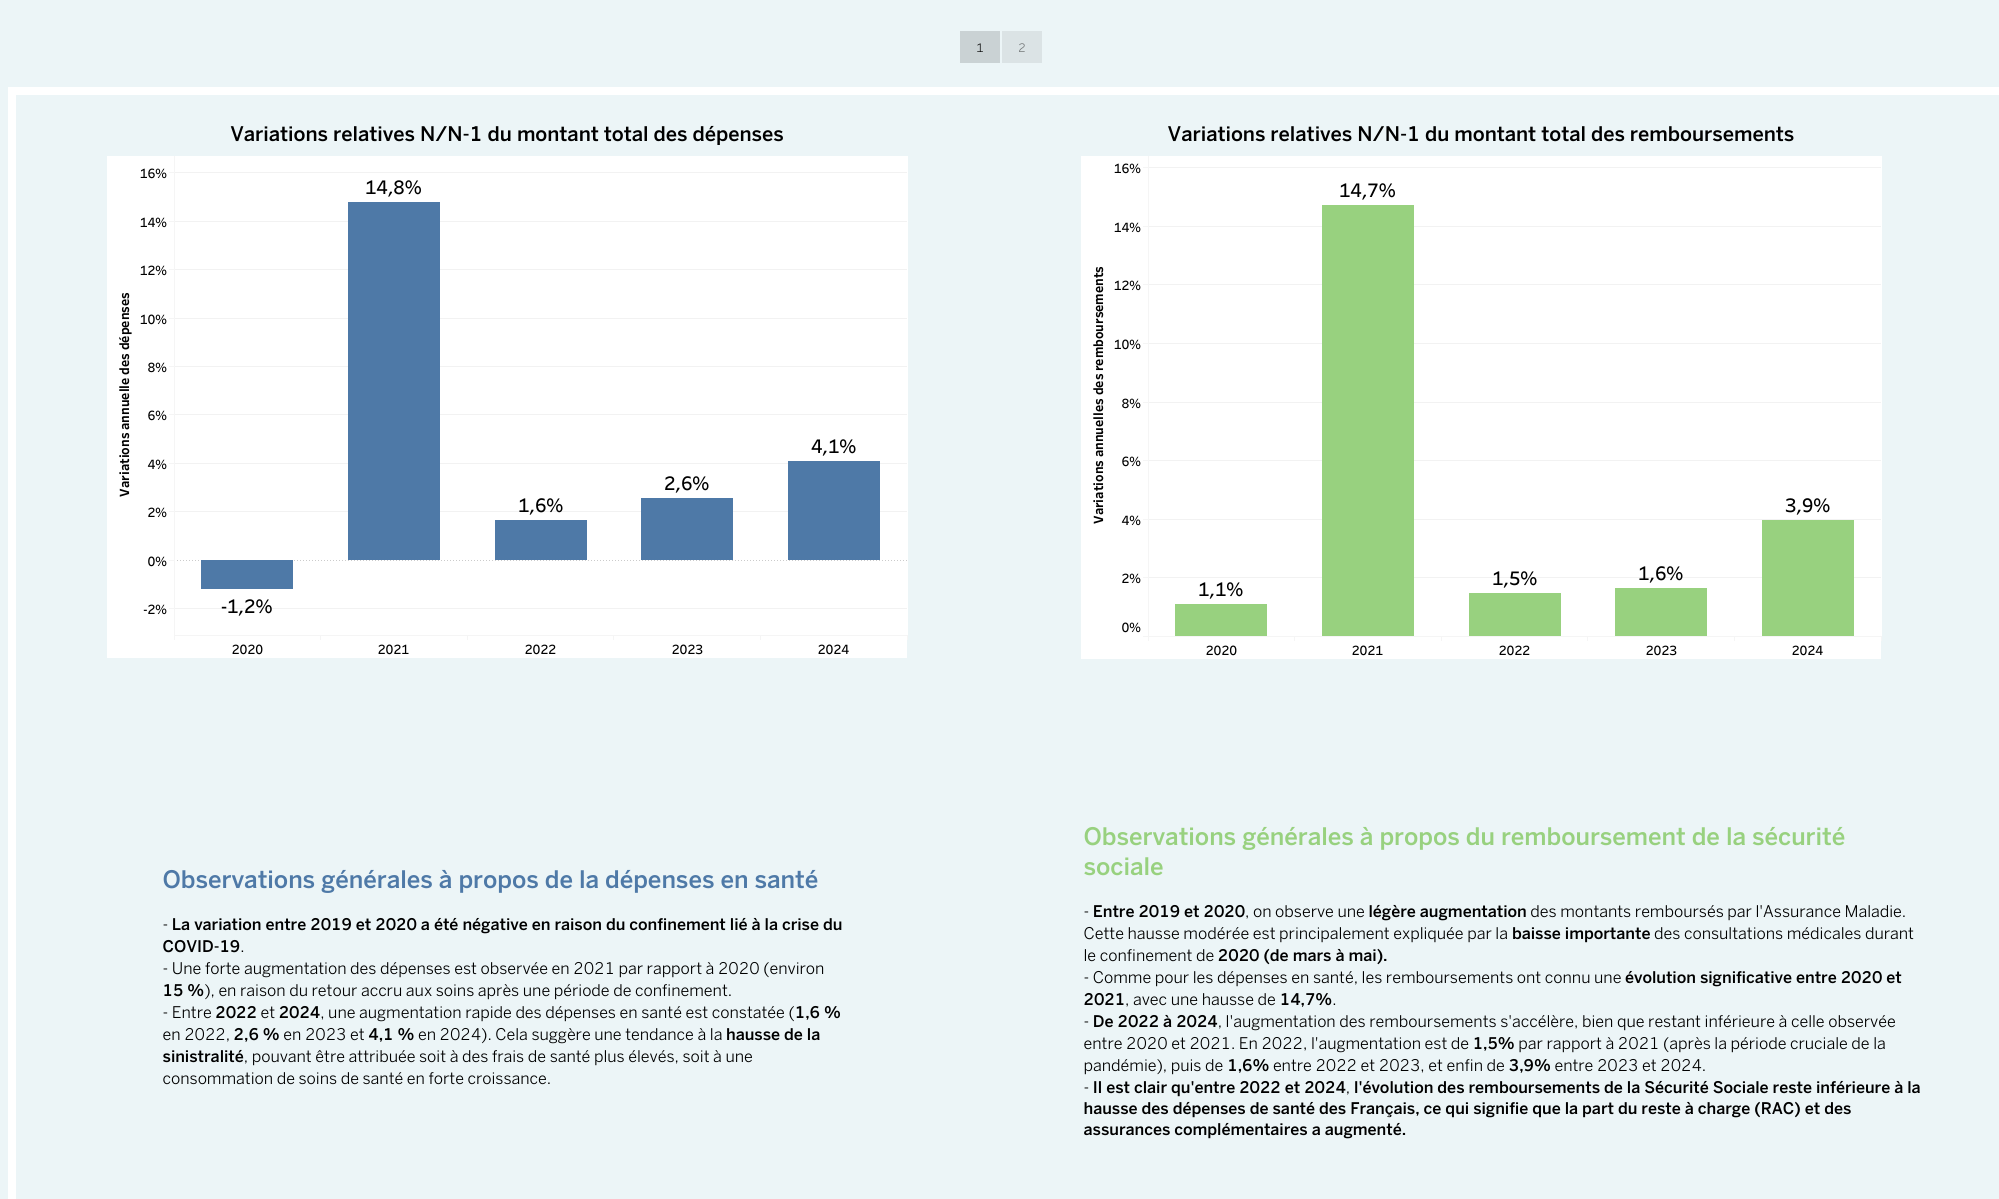 1
2
Variations relatives N/N-1 du montant total des dépenses
Variations annuelle des dépenses
16%
14%
12%
10%
8%
6%
4%
2%
0%
-2%
-1,2%
14,8%
1,6%
2,6%
4,1%
2020
2021
2022
2023
2024
Variations relatives N/N-1 du montant total des remboursements
Variations annuelles des remboursements
16%
14%
12%
10%
8%
6%
4%
2%
0%
1,1%
14,7%
1,5%
1,6%
3,9%
2020
2021
2022
2023
2024
Observations générales à propos de la dépenses en santé
- La variation entre 2019 et 2020 a été négative en raison du confinement lié à la crise du
COVID-19.
- Une forte augmentation des dépenses est observée en 2021 par rapport à 2020 (environ
15 %), en raison du retour accru aux soins après une période de confinement.
- Entre 2022 et 2024, une augmentation rapide des dépenses en santé est constatée (1,6 %
en 2022, 2,6 % en 2023 et 4,1 % en 2024). Cela suggère une tendance à la hausse de la
sinistralité, pouvant être attribuée soit à des frais de santé plus élevés, soit à une
consommation de soins de santé en forte croissance.
Observations générales à propos du remboursement de la sécurité
sociale
- Entre 2019 et 2020, on observe une légère augmentation des montants remboursés par l'Assurance Maladie.
Cette hausse modérée est principalement expliquée par la baisse importante des consultations médicales durant
le confinement de 2020 (de mars à mai).
- Comme pour les dépenses en santé, les remboursements ont connu une évolution significative entre 2020 et
2021, avec une hausse de 14,7%.
- De 2022 à 2024, l'augmentation des remboursements s'accélère, bien que restant inférieure à celle observée
entre 2020 et 2021. En 2022, l'augmentation est de 1,5% par rapport à 2021 (après la période cruciale de la
pandémie), puis de 1,6% entre 2022 et 2023, et enfin de 3,9% entre 2023 et 2024.
- Il est clair qu'entre 2022 et 2024, l'évolution des remboursements de la Sécurité Sociale reste inférieure à la
hausse des dépenses de santé des Français, ce qui signifie que la part du reste à charge (RAC) et des
assurances complémentaires a augmenté.